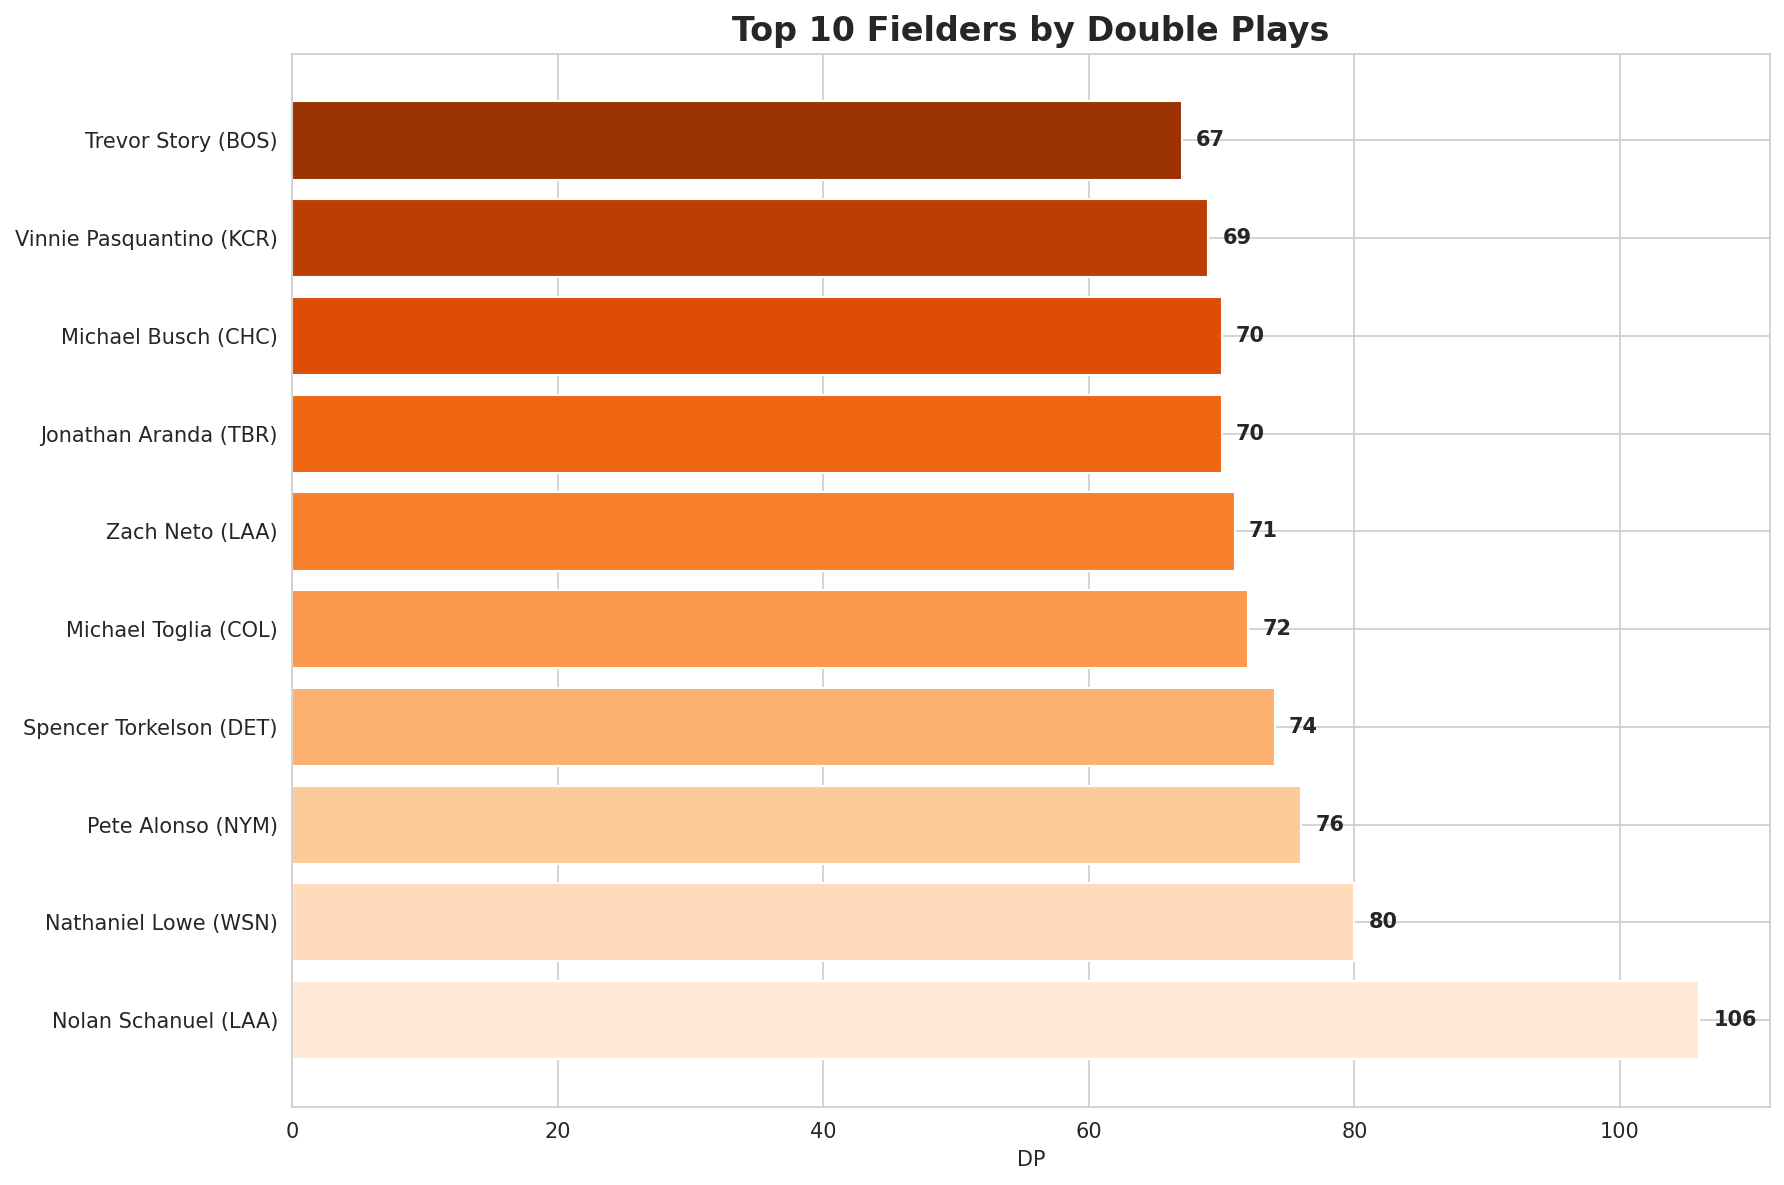 Top 10 Fielders by Double Plays
Trevor Story (BOS) 67
Vinnie Pasquantino (KCR) 69
Michael Busch (CHC) 70
Jonathan Aranda (TBR) 70
Zach Neto (LAA) 71
Michael Toglia (COL) 72
Spencer Torkelson (DET) 74
Pete Alonso (NYM) 76
Nathaniel Lowe (WSN) 80
Nolan Schanuel (LAA) 106
0 20 40 60 80 100
DP